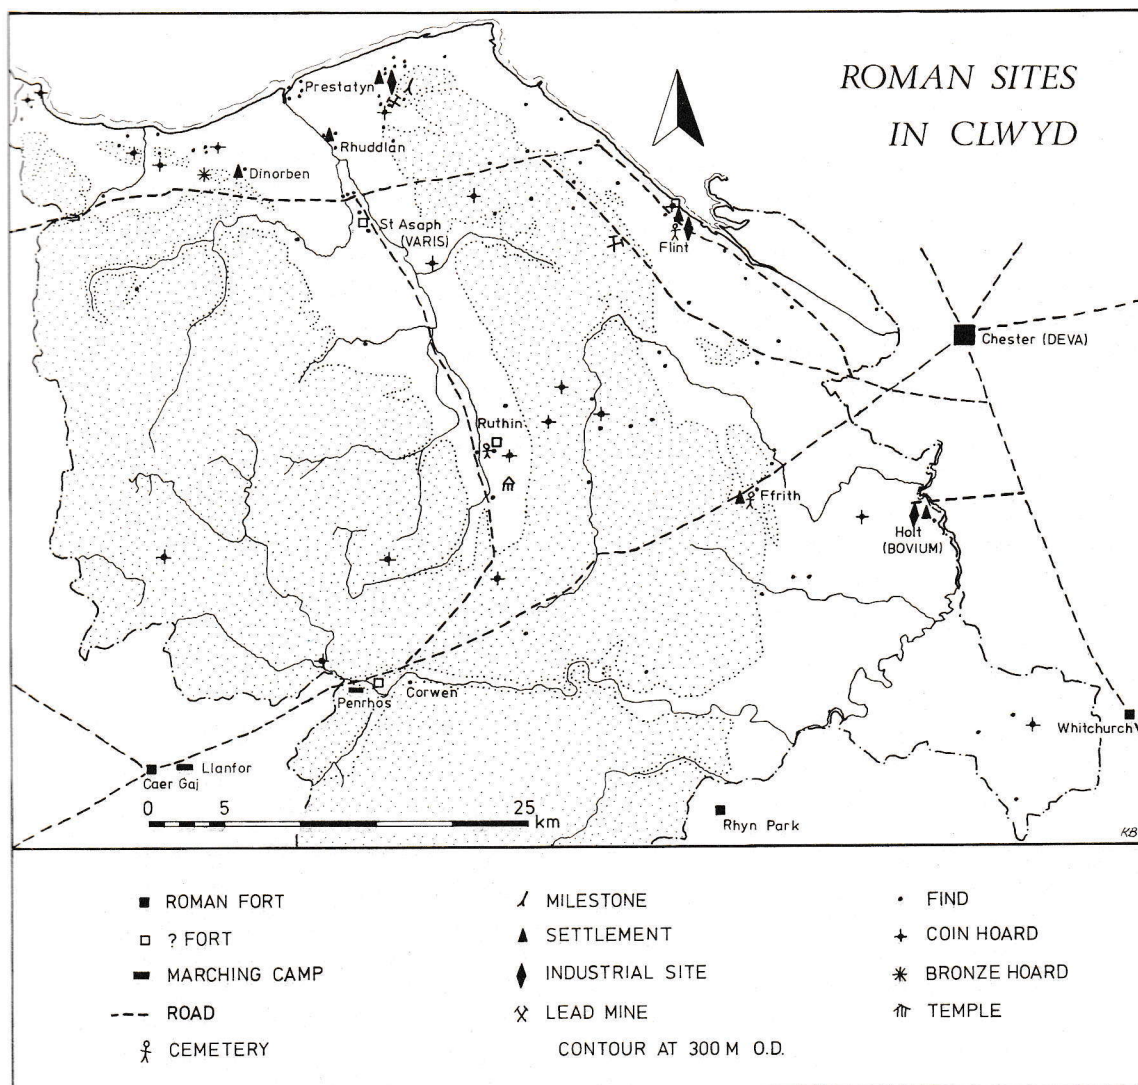 ROMAN SITES
IN CLWYD
Prestatyn
Rhuddlan
Dinorben
St Asaph
(VARIS)
Flint
Chester (DEVA)
Ruthin
Ffrith
Holt
(BOVIUM)
Corwen
Penrhos
Whitchurch
Llanfor
Caer Gaj
Rhyn Park
0 5 25
km
KB
ROMAN FORT
? FORT
MARCHING CAMP
ROAD
CEMETERY
MILESTONE
SETTLEMENT
INDUSTRIAL SITE
LEAD MINE
CONTOUR AT 300 M O.D.
FIND
COIN HOARD
BRONZE HOARD
TEMPLE